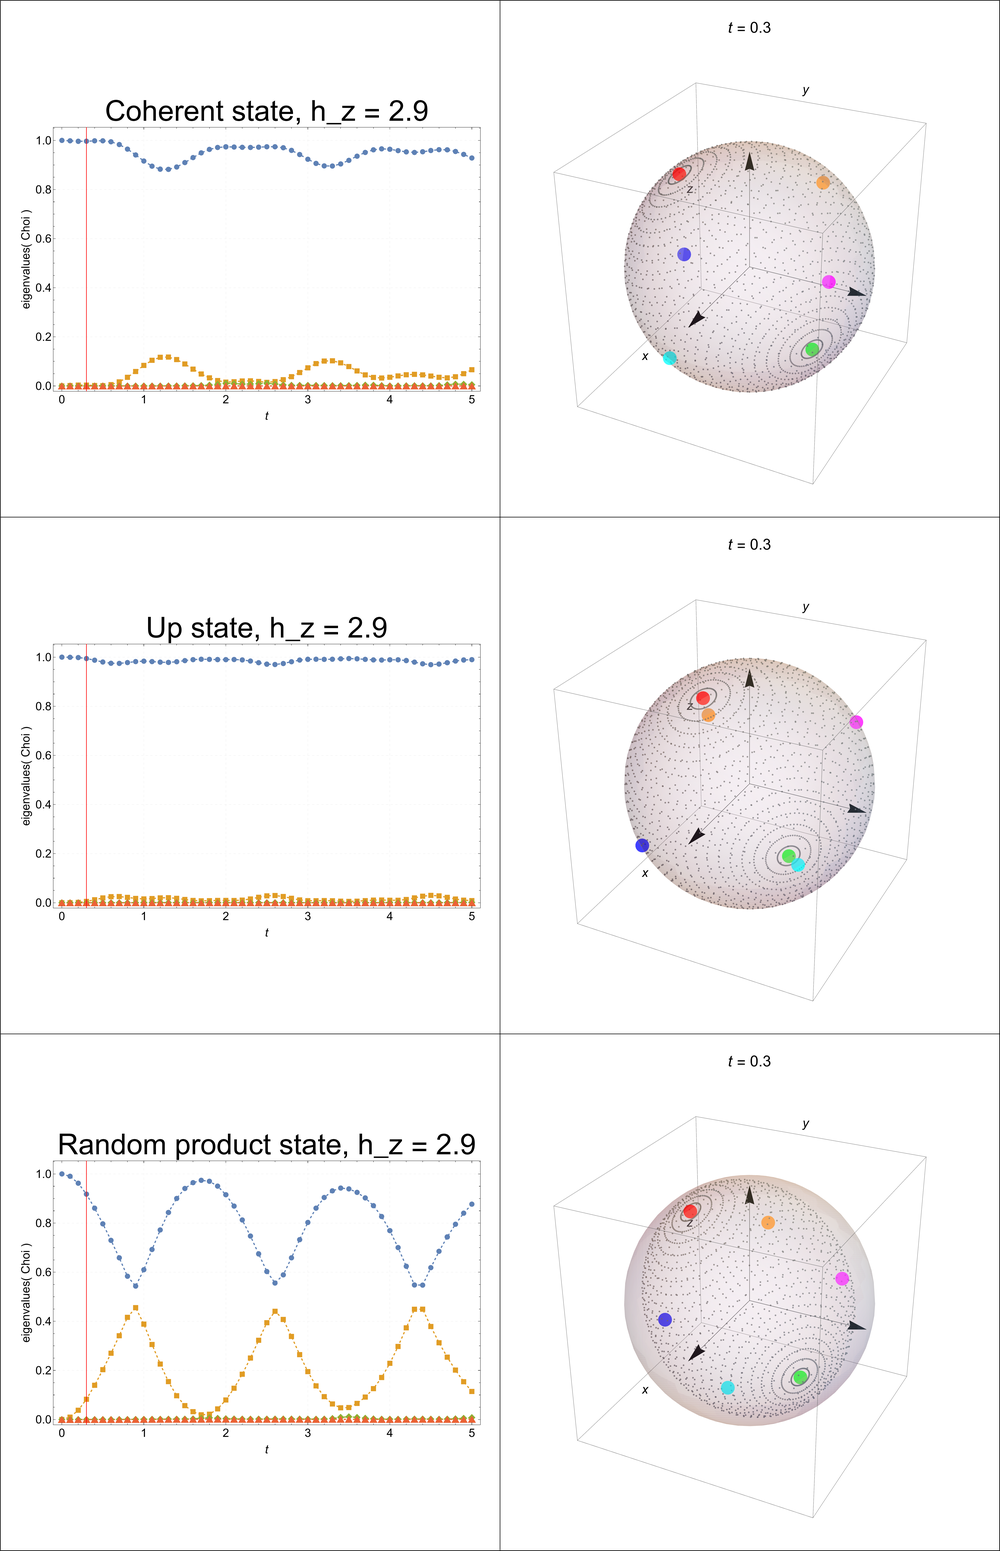 Coherent state, h_z = 2.9
eigenvalues( Choi )
1.0
0.8
0.6
0.4
0.2
0.0
0 1 2 3 4 5
t
t = 0.3
y
z
x
Up state, h_z = 2.9
eigenvalues( Choi )
1.0
0.8
0.6
0.4
0.2
0.0
0 1 2 3 4 5
t
t = 0.3
y
z
x
Random product state, h_z = 2.9
eigenvalues( Choi )
1.0
0.8
0.6
0.4
0.2
0.0
0 1 2 3 4 5
t
t = 0.3
y
z
x